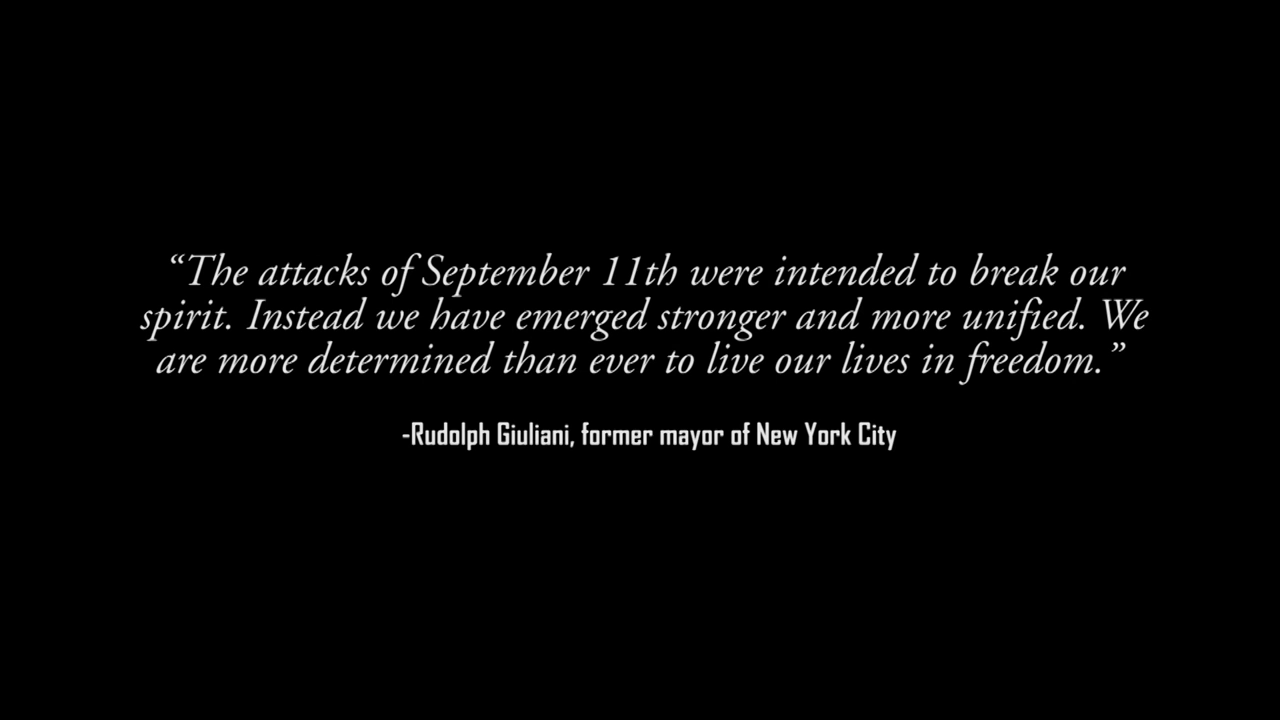 “The attacks of September 11th were intended to break our
spirit. Instead we have emerged stronger and more unified. We
are more determined than ever to live our lives in freedom.”
-Rudolph Giuliani, former mayor of New York City